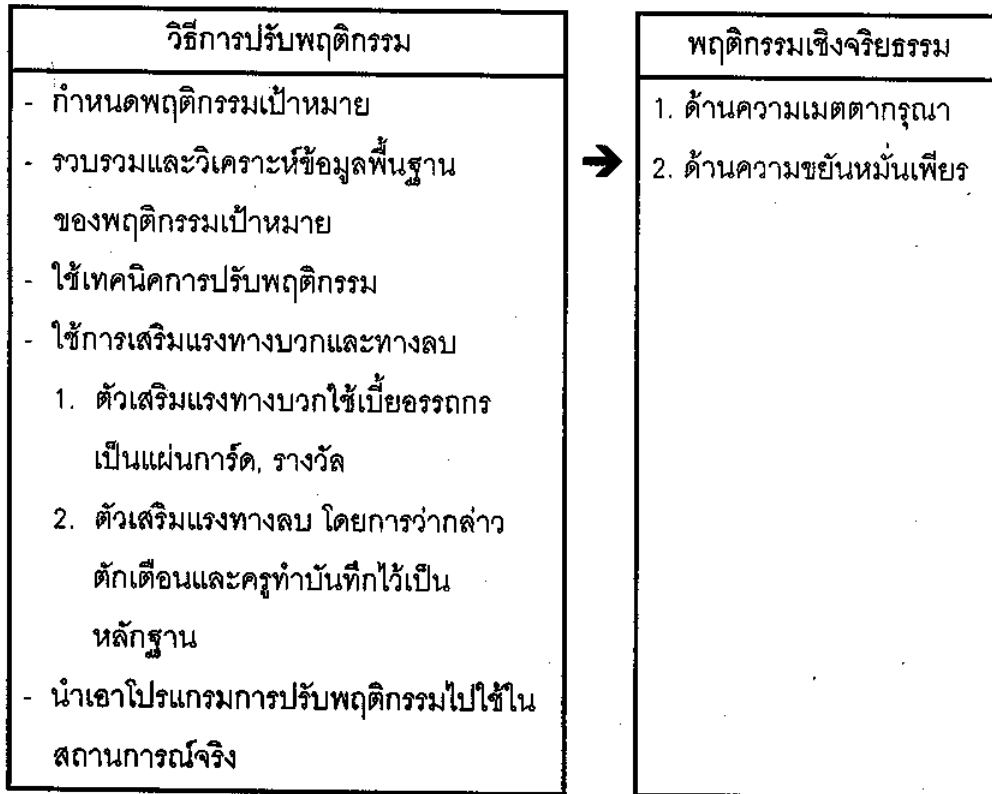 วิธีการปรับพฤติกรรม
- กำหนดพฤติกรรมเป้าหมาย
- รวบรวมและวิเคราะห์ข้อมูลพื้นฐาน
ของพฤติกรรมเป้าหมาย
- ใช้เทคนิคการปรับพฤติกรรม
- ใช้การเสริมแรงทางบวกและทางลบ
1. ตัวเสริมแรงทางบวกใช้เบี้ยอรรถกร
เป็นแผ่นการ์ด, รางวัล
2. ตัวเสริมแรงทางลบ โดยการว่ากล่าว
ตักเตือนและครูทำบันทึกไว้เป็น
หลักฐาน
- นำเอาโปรแกรมการปรับพฤติกรรมไปใช้ใน
สถานการณ์จริง
พฤติกรรมเชิงจริยธรรม
1. ด้านความเมตตากรุณา
2. ด้านความขยันหมั่นเพียร